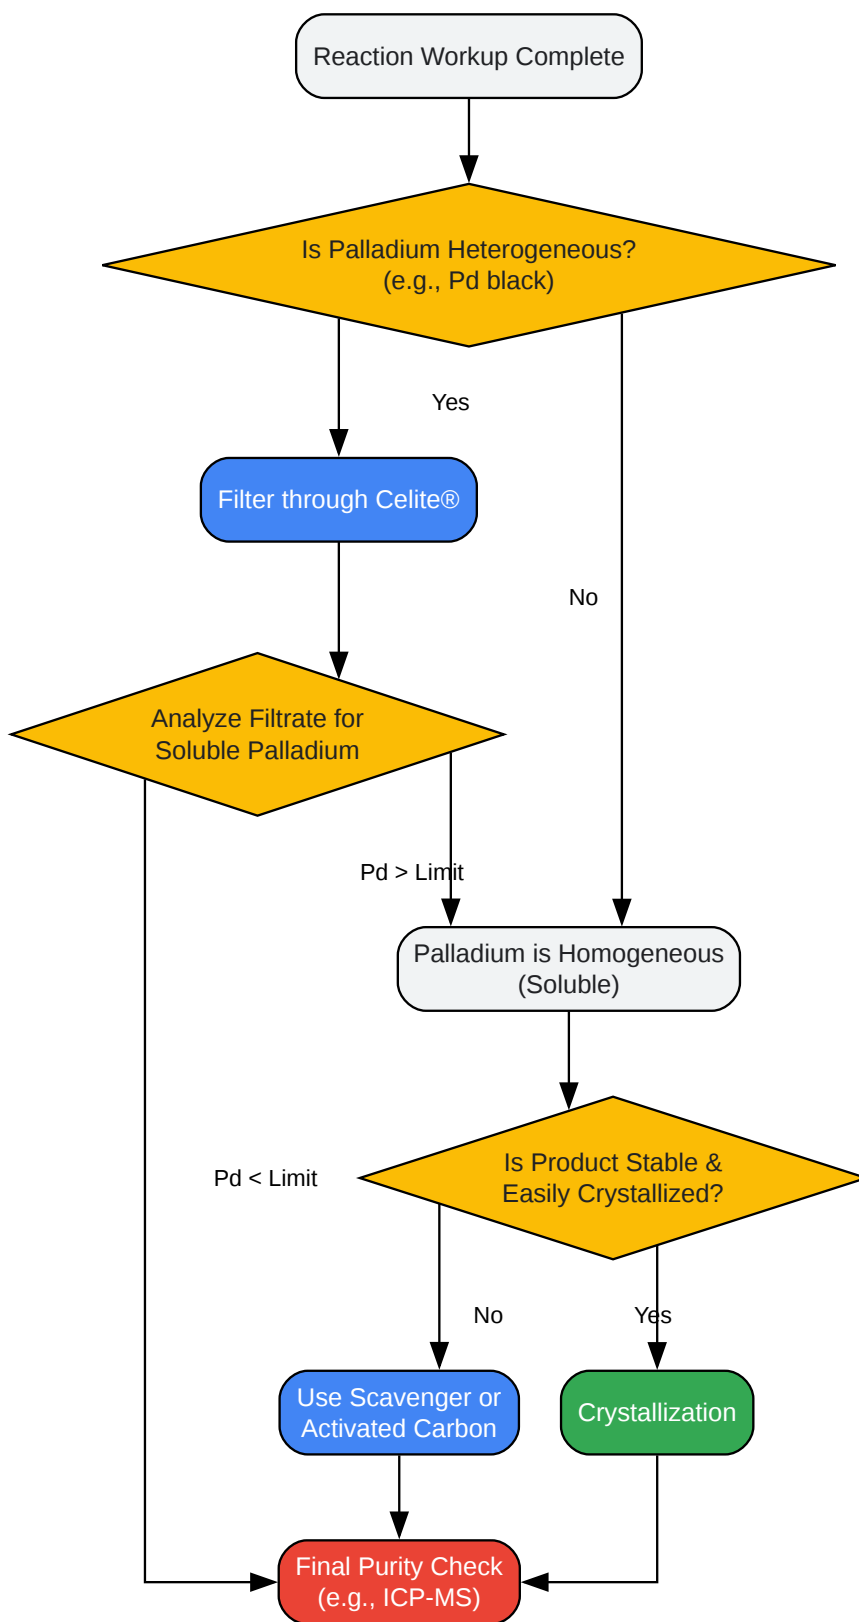 Reaction Workup Complete
Is Palladium Heterogeneous?
(e.g., Pd black)
Yes
Filter through Celite®
No
Analyze Filtrate for
Soluble Palladium
Pd > Limit
Palladium is Homogeneous
(Soluble)
Is Product Stable &
Easily Crystallized?
Pd < Limit
No
Yes
Use Scavenger or
Activated Carbon
Crystallization
Final Purity Check
(e.g., ICP-MS)